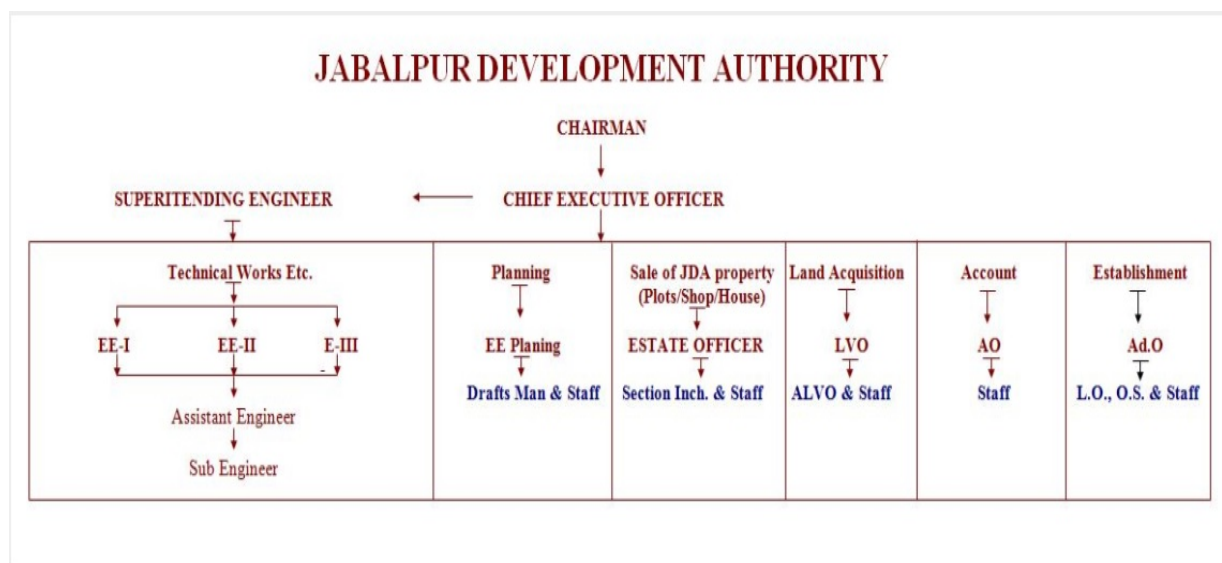 JABALPUR DEVELOPMENT AUTHORITY
CHAIRMAN
SUPERITENDING ENGINEER
CHIEF EXECUTIVE OFFICER
Technical Works Etc.
EE-I
EE-II
E-III
Assistant Engineer
Sub Engineer
Planning
EE Planing
Drafts Man & Staff
Sale of JDA property
(Plots/Shop/House)
ESTATE OFFICER
Section Inch. & Staff
Land Acquisition
LVO
ALVO & Staff
Account
AO
Staff
Establishment
Ad.O
L.O., O.S. & Staff